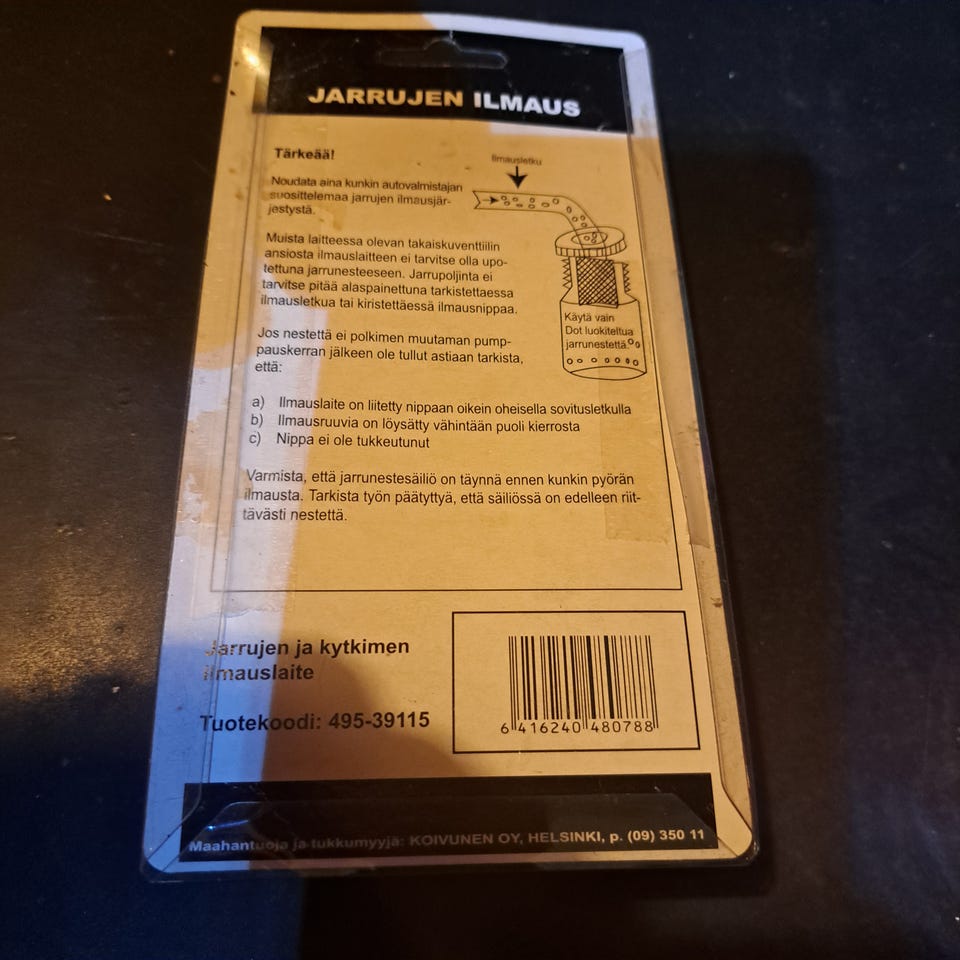 JARRUJEN ILMAUS
Tärkeää!
Noudata aina kunkin autovalmistajan
suosittelemaa jarrujen ilmausjär-
jestystä.
Muista laitteessa olevan takaiskuventtiilin
ansiosta ilmauslaitteen ei tarvitse olla upo-
tettuna jarrunesteeseen. Jarrupoljinta ei
tarvitse pitää alaspainettuna tarkistettaessa
ilmausletkua tai kiristettäessä ilmausnippaa.
Jos nestettä ei polkimen muutaman pump-
pauskerran jälkeen ole tullut astiaan tarkista,
että:
Ilmausletku
Käytä vain
Dot luokiteltua
jarrunestettä.
a) Ilmauslaite on liitetty nippaan oikein oheisella sovitusletkulla
b) Ilmausruuvia on löysätty vähintään puoli kierrosta
c) Nippa ei ole tukkeutunut
Varmista, että jarrunestesäiliö on täynnä ennen kunkin pyörän
ilmausta. Tarkista työn päätyttyä, että säiliössä on edelleen riit-
tävästi nestettä.
Jarrujen ja kytkimen
ilmauslaite
Tuotekoodi: 495-39115
6 416240 480788
Maahantuoja ja tukkumyyjä: KOIVUNEN OY, HELSINKI, p. (09) 350 11